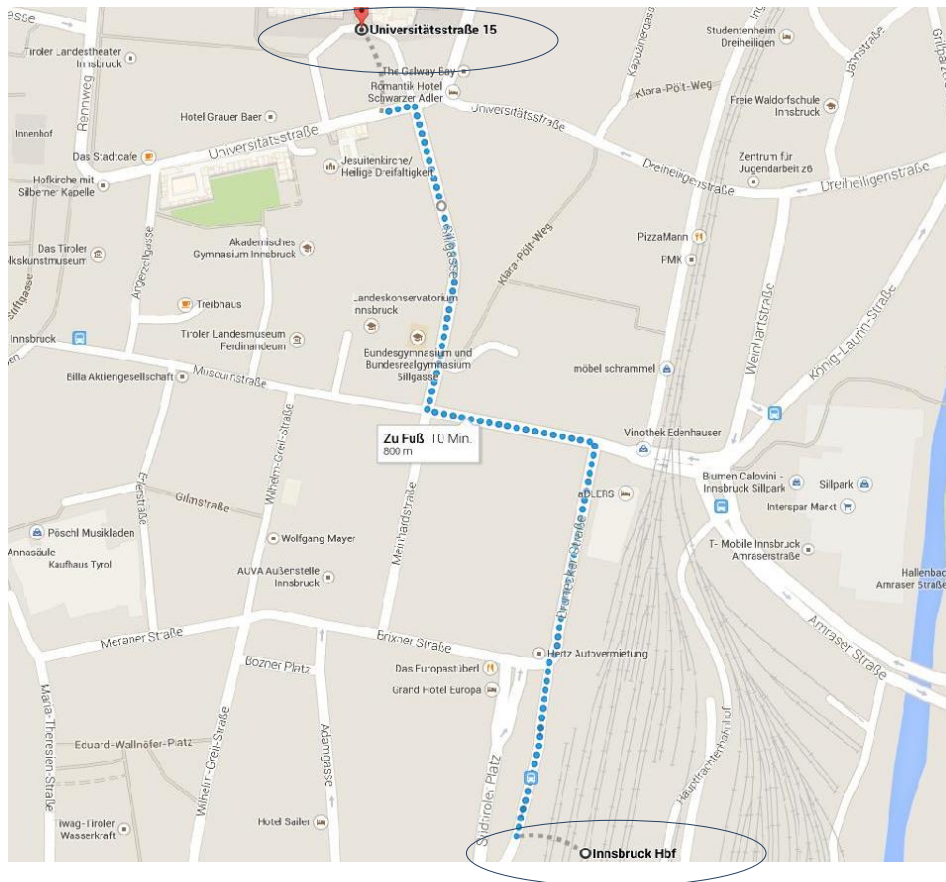 Universitätsstraße 15
Tiroler Landestheater
Innsbruck
Studentenheim
Dreiheiligen
Kapuzinergasse
Jahnstraße
Rennweg
The Galway Bay
Romantik Hotel
Schwarzer Adler
Klara-Pölt-Weg
Freie Waldorfschule
Innsbruck
Hotel Grauer Baer
Universitätsstraße
Universitätsstraße
Innenhof
Das Stadtcafe
Jesuitenkirche/
Heilige Dreifaltigkeit
Dreiheiligenstraße
Zentrum für
Jugendarbeit z6
Dreiheiligenstraße
Hofkirche mit
Silberner Kapelle
Sillgasse
Klara-Pölt-Weg
PizzaMann
PMK
Das Tiroler
olkskunstmuseum
Akademisches
Gymnasium Innsbruck
Angerzellgasse
Stiftgasse
Treibhaus
Landeskonservatorium
Innsbruck
Weinhartstraße
König-Laurin-Straße
Innsbruck
Tiroler Landesmuseum
Ferdinandeum
Bundesgymnasium und
Bundesrealgymnasium
Sillgasse
möbel schrammel
Billa Aktiengesellschaft
Museumstraße
Zu Fuß 10 Min.
800 m
Vinothek Edenhauser
Wilhelm-Greil-Straße
Meinhardstraße
Erlerstraße
Gilmstraße
aDLERS
Blumen Calovini -
Innsbruck Sillpark
Sillpark
Interspar Markt
Pöschl Musikladen
Annasäule
Kaufhaus Tyrol
Wolfgang Mayer
T- Mobile Innsbruck
Amraserstraße
AUVA Außenstelle
Innsbruck
Hallenbad
Amraser Straße
Brunecker Straße
Meraner Straße
Brixner Straße
Hertz Autovermietung
Amraser Straße
Bozner Platz
Das Europastüberl
Grand Hotel Europa
Maria-Theresien-Straße
Wilhelm-Greil-Straße
Adamgasse
Eduard-Wallnöfer-Platz
Südtiroler Platz
Tiwag-Tiroler
Wasserkraft
Hotel Sailer
Innsbruck Hbf